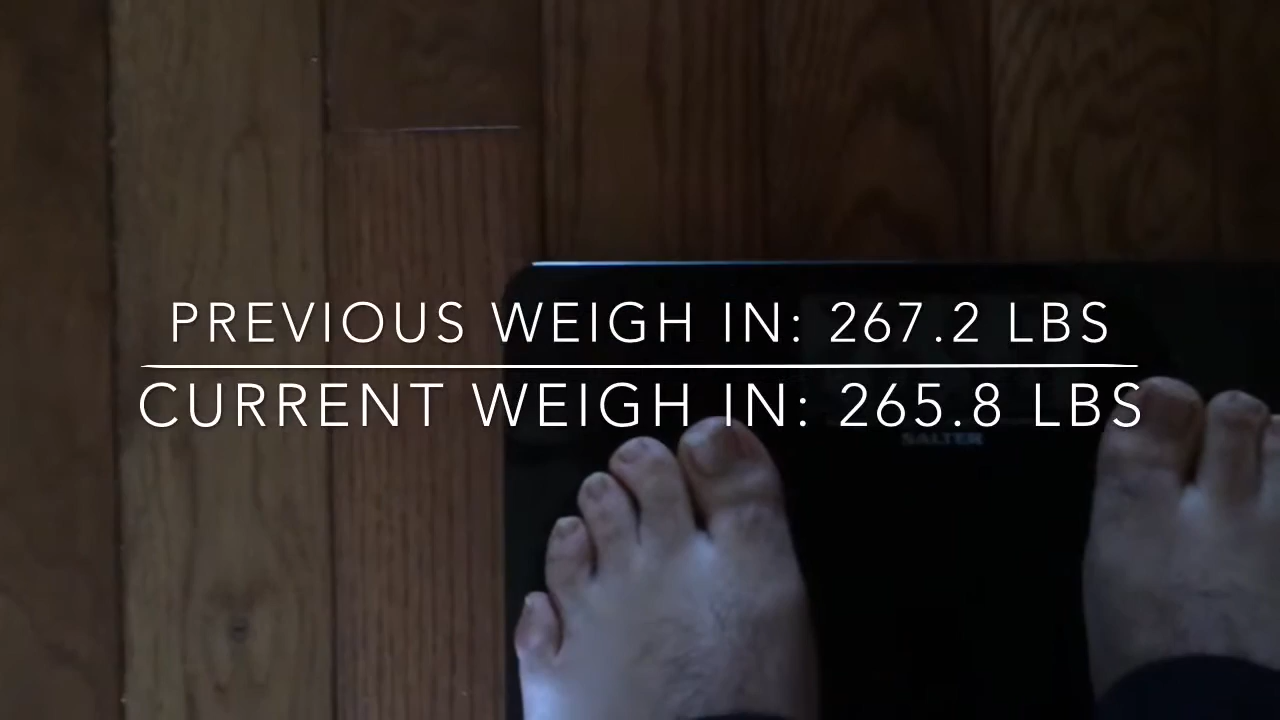 PREVIOUS WEIGH IN: 267.2 LBS
CURRENT WEIGH IN: 265.8 LBS
SALTER